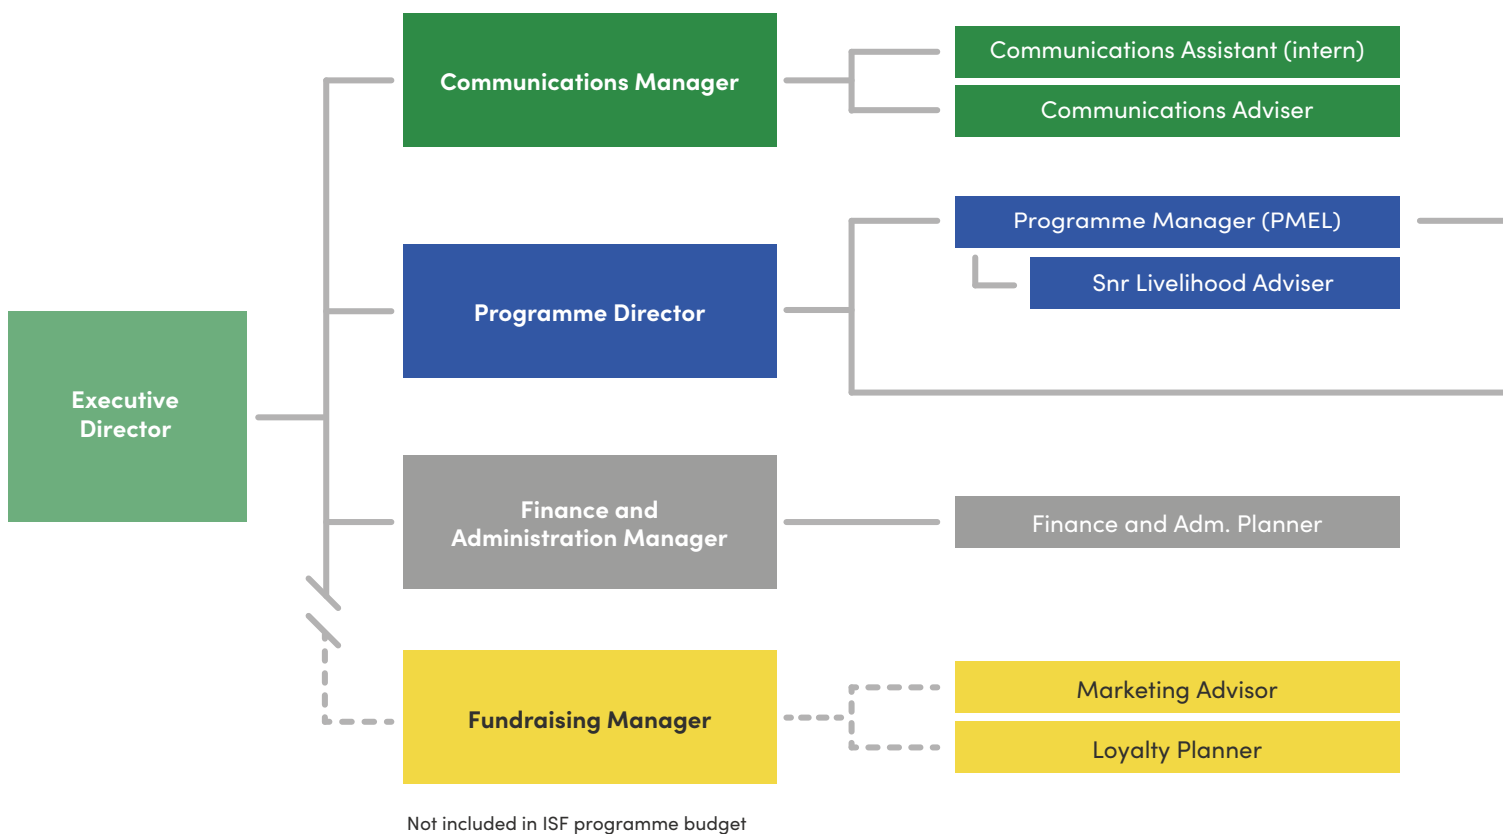 Communications Manager
Communications Assistant (intern)
Communications Adviser
Programme Director
Programme Manager (PMEL)
Snr Livelihood Adviser
Executive
Director
Finance and
Administration Manager
Finance and Adm. Planner
Fundraising Manager
Marketing Advisor
Loyalty Planner
Not included in ISF programme budget